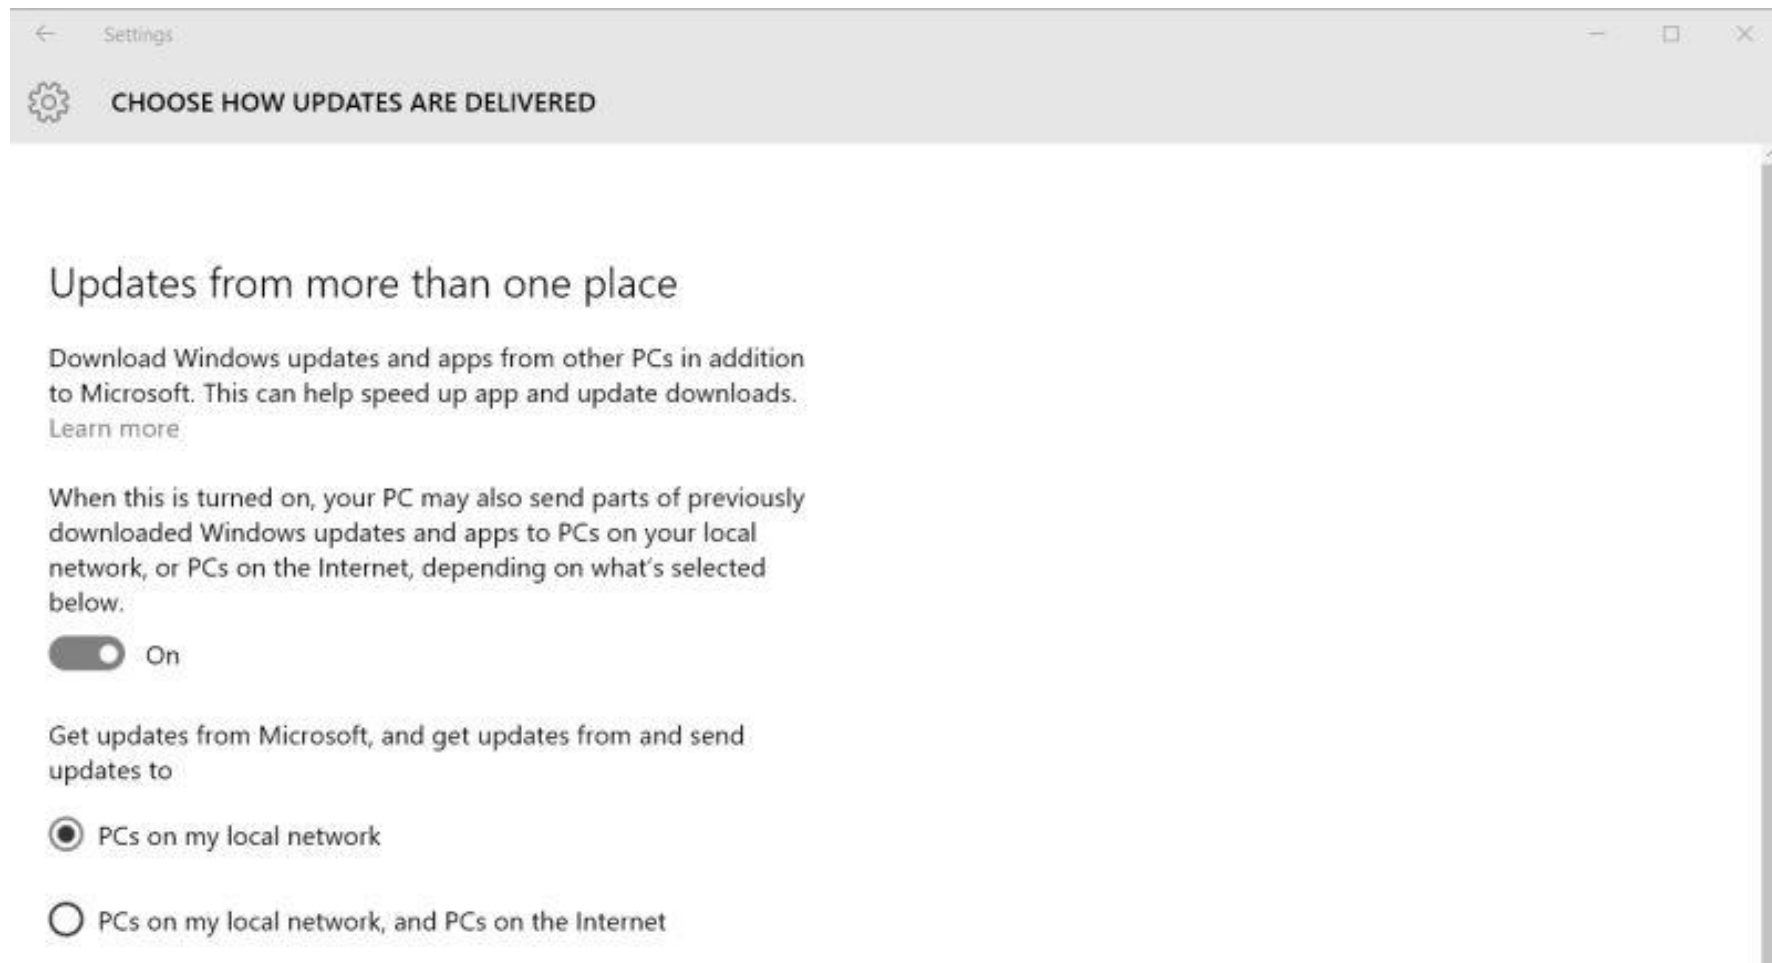 Settings
CHOOSE HOW UPDATES ARE DELIVERED
Updates from more than one place
Download Windows updates and apps from other PCs in addition
to Microsoft. This can help speed up app and update downloads.
Learn more
When this is turned on, your PC may also send parts of previously
downloaded Windows updates and apps to PCs on your local
network, or PCs on the Internet, depending on what's selected
below.
On
Get updates from Microsoft, and get updates from and send
updates to
PCs on my local network
PCs on my local network, and PCs on the Internet